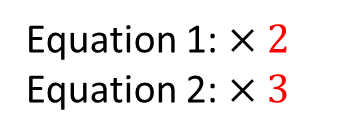 Equation 1: × 2
Equation 2: × 3